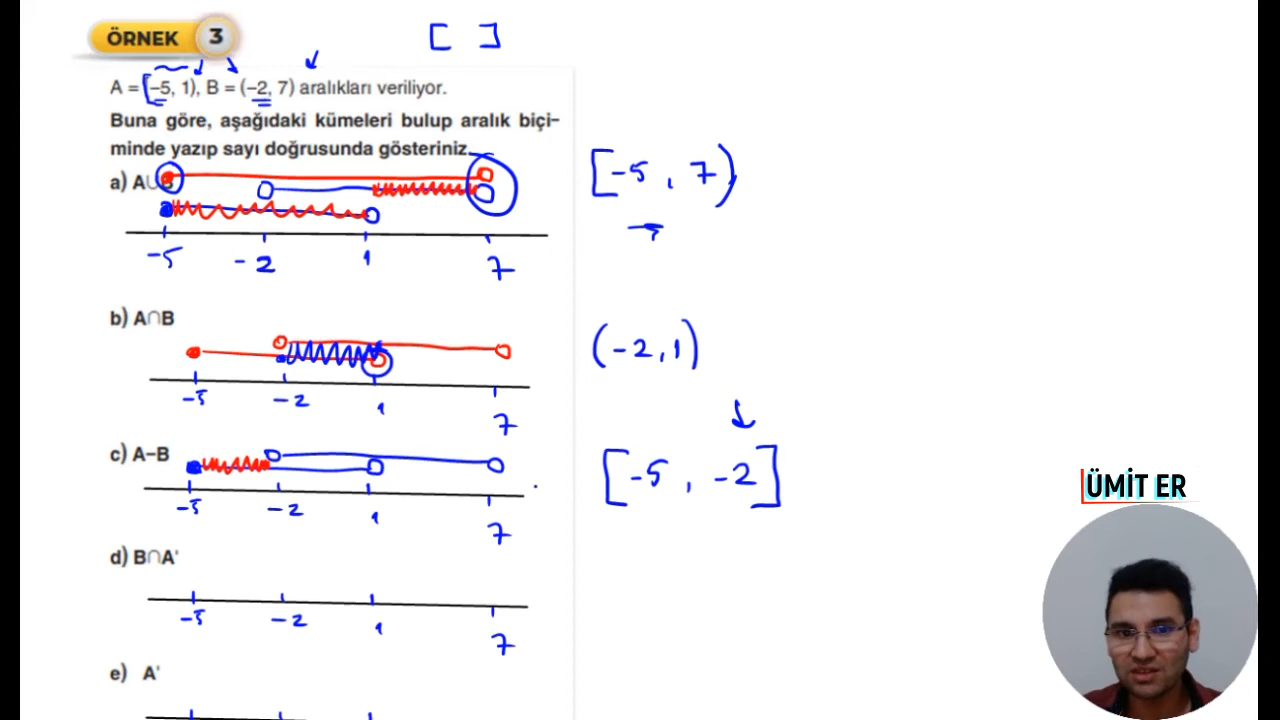 ÖRNEK 3
[ ]
A = [-5, 1), B = (-2, 7) aralıkları veriliyor.
Buna göre, aşağıdaki kümeleri bulup aralık biçi-
minde yazıp sayı doğrusunda gösteriniz.
a) A∪B
[-5, 7)
-5 -2 1 7
b) A∩B
(-2, 1)
-5 -2 1 7
c) A-B
[-5, -2]
-5 -2 1 7
ÜMİT ER
d) B∩A'
-5 -2 1 7
e) A'